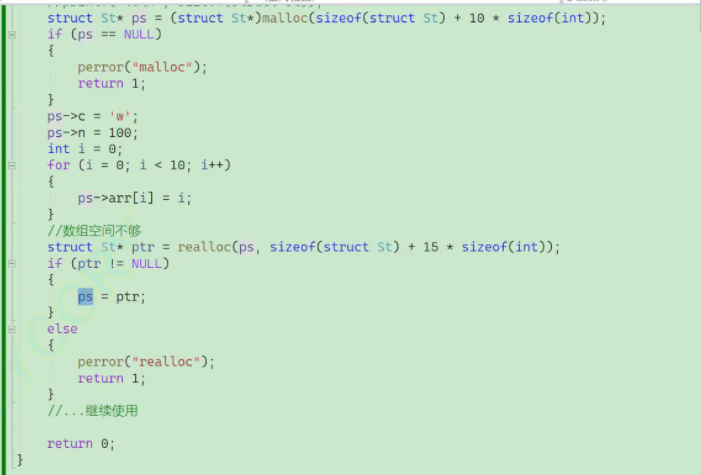 struct St* ps = (struct St*)malloc(sizeof(struct St) + 10 * sizeof(int));
if (ps == NULL)
{
perror("malloc");
return 1;
}
ps->c = 'w';
ps->n = 100;
int i = 0;
for (i = 0; i < 10; i++)
{
ps->arr[i] = i;
}
//数组空间不够
struct St* ptr = realloc(ps, sizeof(struct St) + 15 * sizeof(int));
if (ptr != NULL)
{
ps = ptr;
}
else
{
perror("realloc");
return 1;
}
//...继续使用
return 0;
}